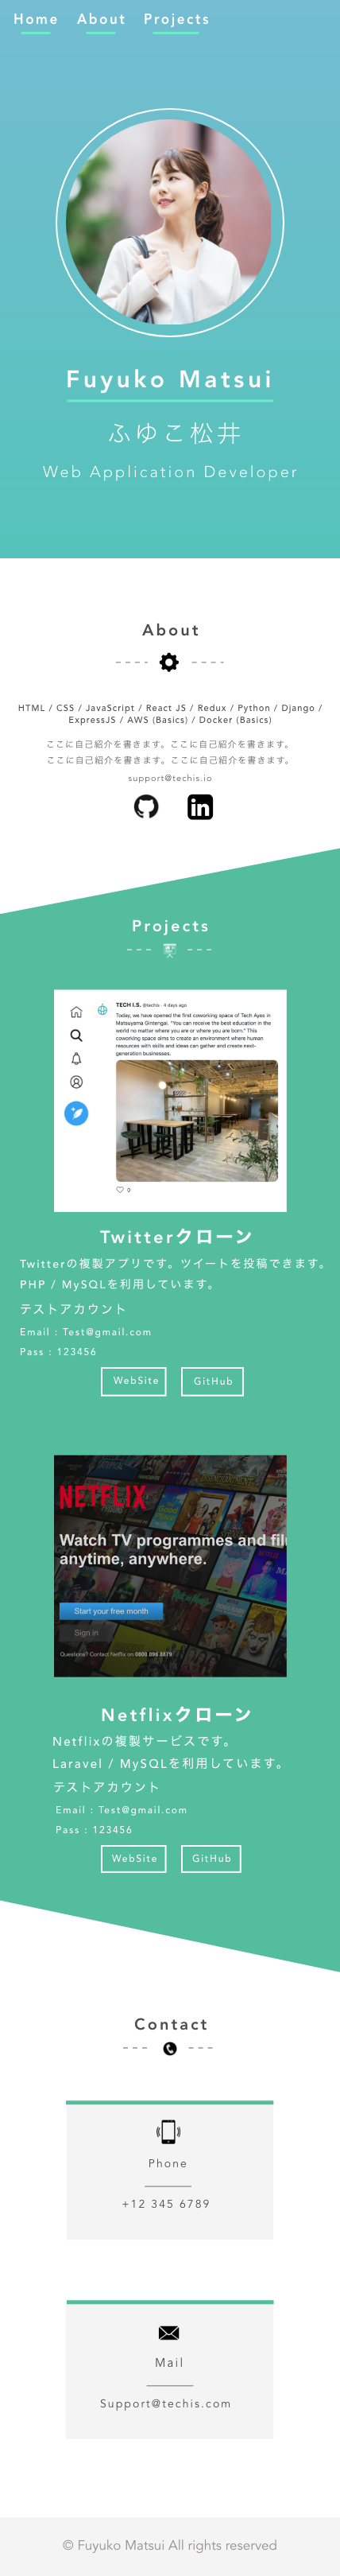 Home About Projects
Fuyuko Matsui
ふゆこ松井
Web Application Developer
About
HTML / CSS / JavaScript / React JS / Redux / Python / Django /
ExpressJS / AWS (Basics) / Docker (Basics)
ここに自己紹介を書きます。ここに自己紹介を書きます。
ここに自己紹介を書きます。ここに自己紹介を書きます。
support@techis.io
in
Projects
TECH I.S. @techis · 4 days ago
Today, we have opened the first coworking space of Tech Ayes in
Matsuyama Gintengai. "You can receive the best education in the
world no matter where you are" This is what we aim for. This
coworking space aims to create an environment where human
resources with skills and ideas can gather and create next-
generation businesses.
0
Twitterクローン
Twitterの複製アプリです。ツイートを投稿できます。
PHP / MySQLを利用しています。
テストアカウント
Email : Test@gmail.com
Pass : 123456
WebSite GitHub
NETFLIX
Watch TV programmes and fil
anytime, anywhere.
Start your free month
Sign in
Questions? Contact Netflix on 0800 096 8879
Netflixクローン
Netflixの複製サービスです。
Laravel / MySQLを利用しています。
テストアカウント
Email : Test@gmail.com
Pass : 123456
WebSite GitHub
Contact
Phone
+12 345 6789
Mail
Support@techis.com
© Fuyuko Matsui All rights reserved